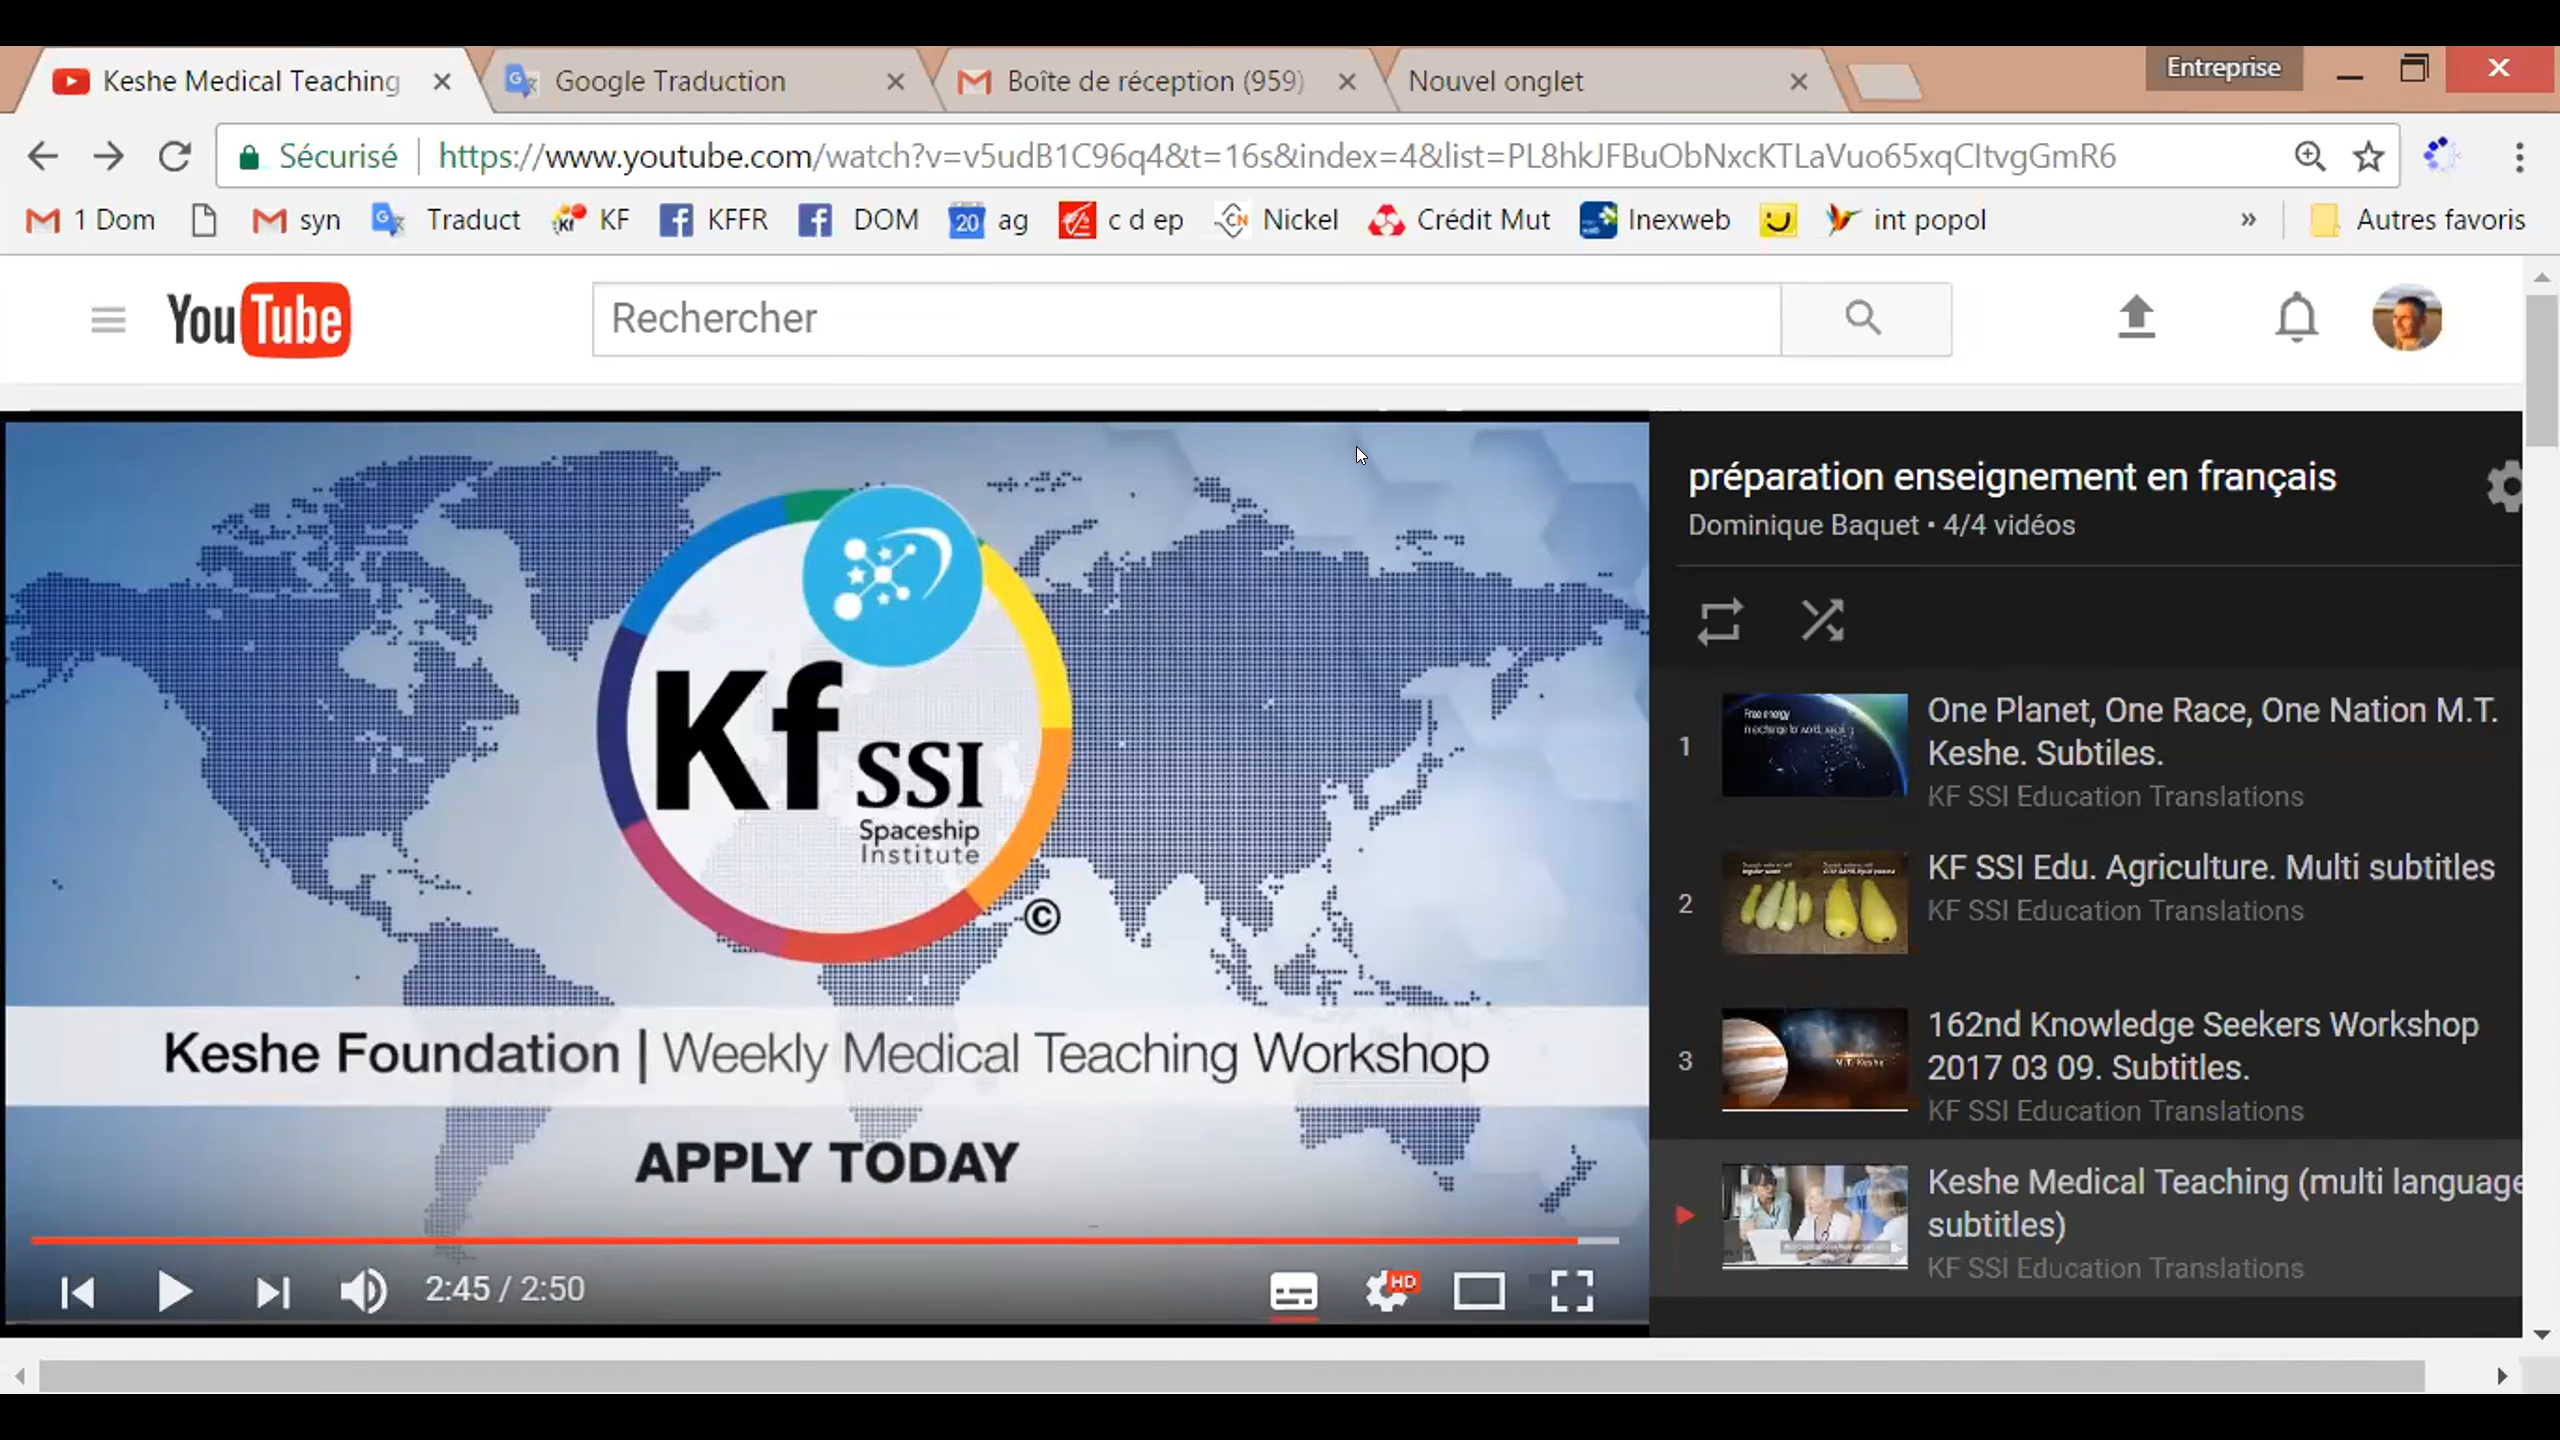 Keshe Medical Teaching
Google Traduction
Boîte de réception (959)
Nouvel onglet
Entreprise
Sécurisé
https://www.youtube.com/watch?v=v5udB1C96q4&t=16s&index=4&list=PL8hkJFBuObNxcKTLaVuo65xqCItvgGmR6
1 Dom
syn
Traduct
KF
KFFR
DOM
20 ag
c d ep
Nickel
Crédit Mut
Inexweb
int popol
»
Autres favoris
YouTube
Rechercher
Kf SSI
Spaceship
Institute
©
Keshe Foundation | Weekly Medical Teaching Workshop
APPLY TODAY
2:45 / 2:50
HD
préparation enseignement en français
Dominique Baquet • 4/4 vidéos
1
Free energy
One Planet, One Race, One Nation M.T.
Keshe. Subtiles.
KF SSI Education Translations
2
KF SSI Edu. Agriculture. Multi subtitles
KF SSI Education Translations
3
M.T. Keshe
162nd Knowledge Seekers Workshop
2017 03 09. Subtitles.
KF SSI Education Translations
Keshe Medical Teaching (multi language
subtitles)
KF SSI Education Translations